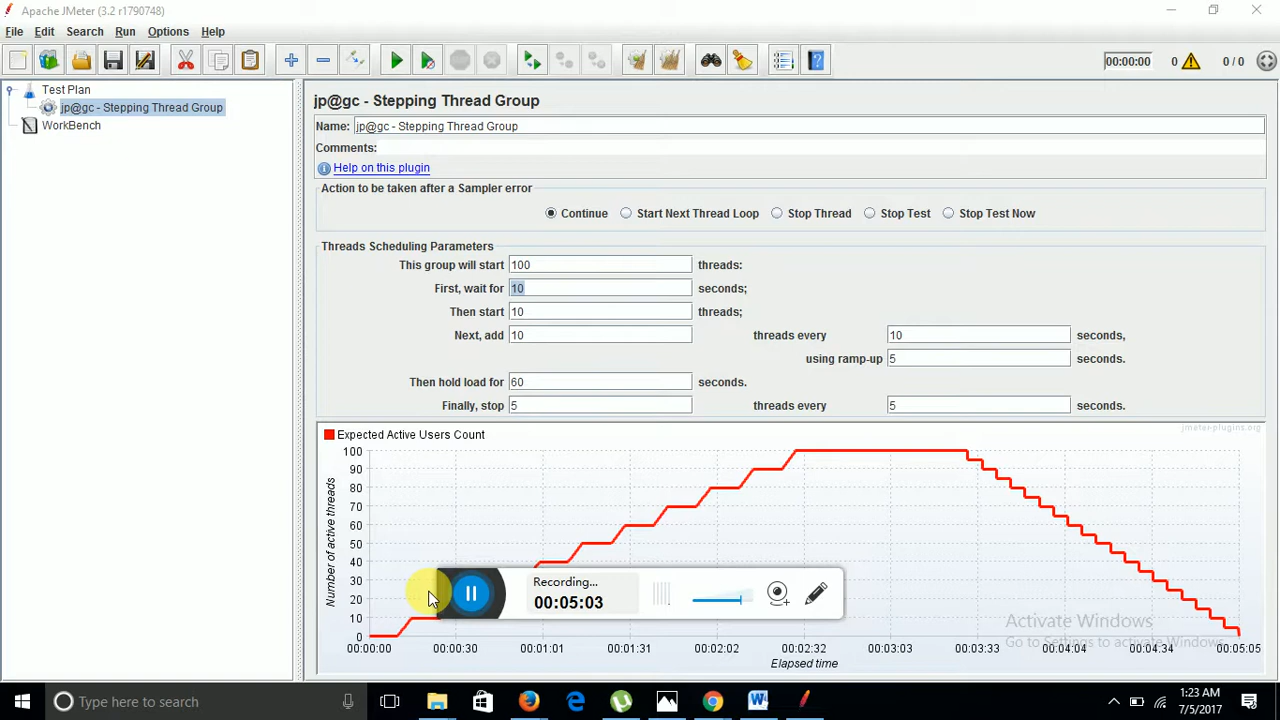 Apache JMeter (3.2 r1790748)
File Edit Search Run Options Help
00:00:00 0 0 / 0
Test Plan
jp@gc - Stepping Thread Group
WorkBench
jp@gc - Stepping Thread Group
Name: jp@gc - Stepping Thread Group
Comments:
Help on this plugin
Action to be taken after a Sampler error
Continue Start Next Thread Loop Stop Thread Stop Test Stop Test Now
Threads Scheduling Parameters
This group will start 100 threads:
First, wait for 10 seconds;
Then start 10 threads;
Next, add 10 threads every 10 seconds,
using ramp-up 5 seconds.
Then hold load for 60 seconds.
Finally, stop 5 threads every 5 seconds.
Expected Active Users Count
jmeter-plugins.org
100
90
80
70
60
50
40
30
20
10
0
Number of active threads
00:00:00 00:00:30 00:01:01 00:01:31 00:02:02 00:02:32 00:03:03 00:03:33 00:04:04 00:04:34 00:05:05
Elapsed time
Recording...
00:05:03
Activate Windows
Go to Settings to activate Windows.
Type here to search
1:23 AM
7/5/2017